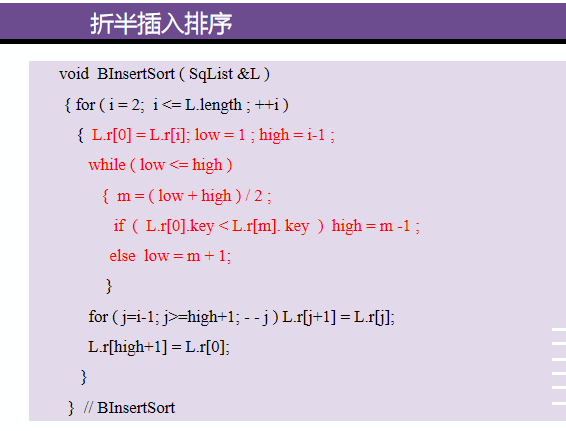 折半插入排序
void BInsertSort ( SqList &L )
{ for ( i = 2; i <= L.length ; ++i )
{ L.r[0] = L.r[i]; low = 1 ; high = i-1 ;
while ( low <= high )
{ m = ( low + high ) / 2 ;
if ( L.r[0].key < L.r[m]. key ) high = m -1 ;
else low = m + 1;
}
for ( j=i-1; j>=high+1; - - j ) L.r[j+1] = L.r[j];
L.r[high+1] = L.r[0];
}
} // BInsertSort